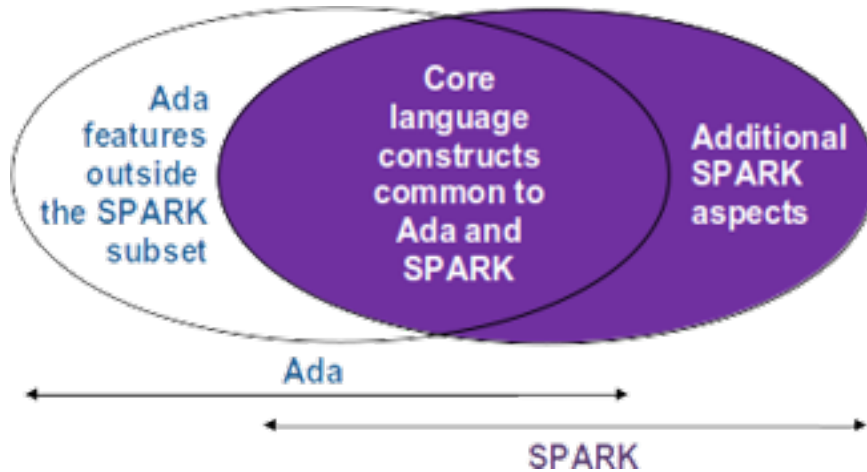 Ada
features
outside
the SPARK
subset
Core
language
constructs
common to
Ada and
SPARK
Additional
SPARK
aspects
Ada
SPARK